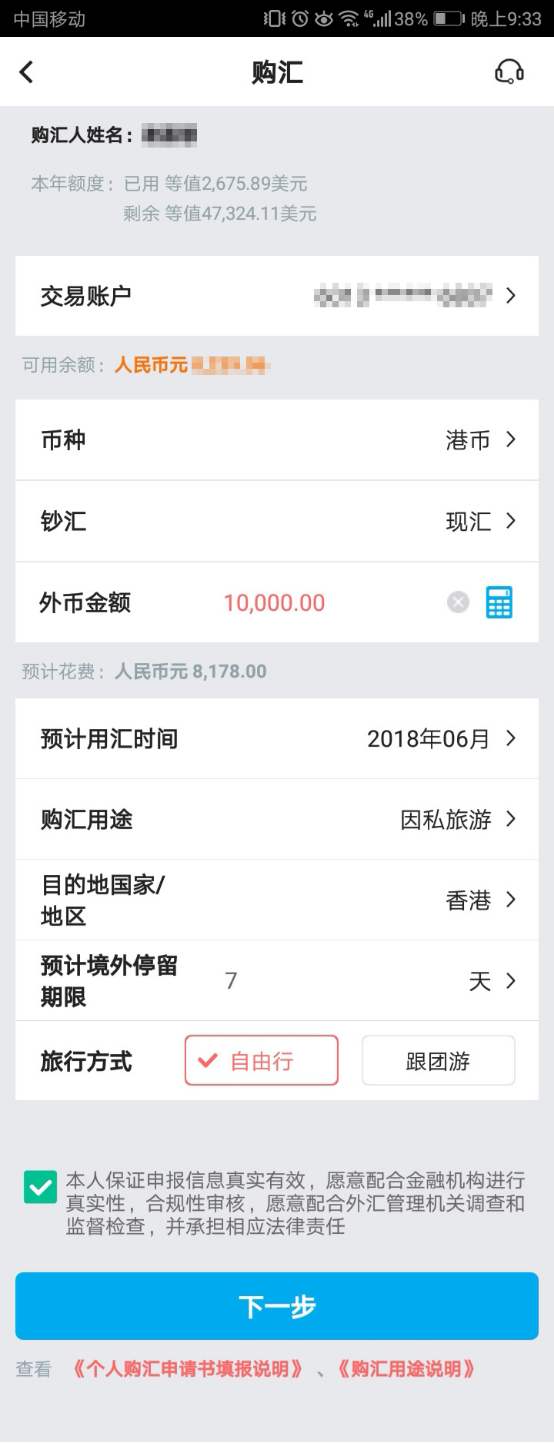 中国移动 4G 38% 晚上9:33
购汇
购汇人姓名：
本年额度：已用 等值2,675.89美元
剩余 等值47,324.11美元
交易账户
可用余额：人民币元
币种 港币
钞汇 现汇
外币金额 10,000.00
预计花费：人民币元 8,178.00
预计用汇时间 2018年06月
购汇用途 因私旅游
目的地国家/
地区 香港
预计境外停留
期限 7 天
旅行方式 自由行 跟团游
本人保证申报信息真实有效，愿意配合金融机构进行
真实性，合规性审核，愿意配合外汇管理机关调查和
监督检查，并承担相应法律责任
下一步
查看 《个人购汇申请书填报说明》、《购汇用途说明》